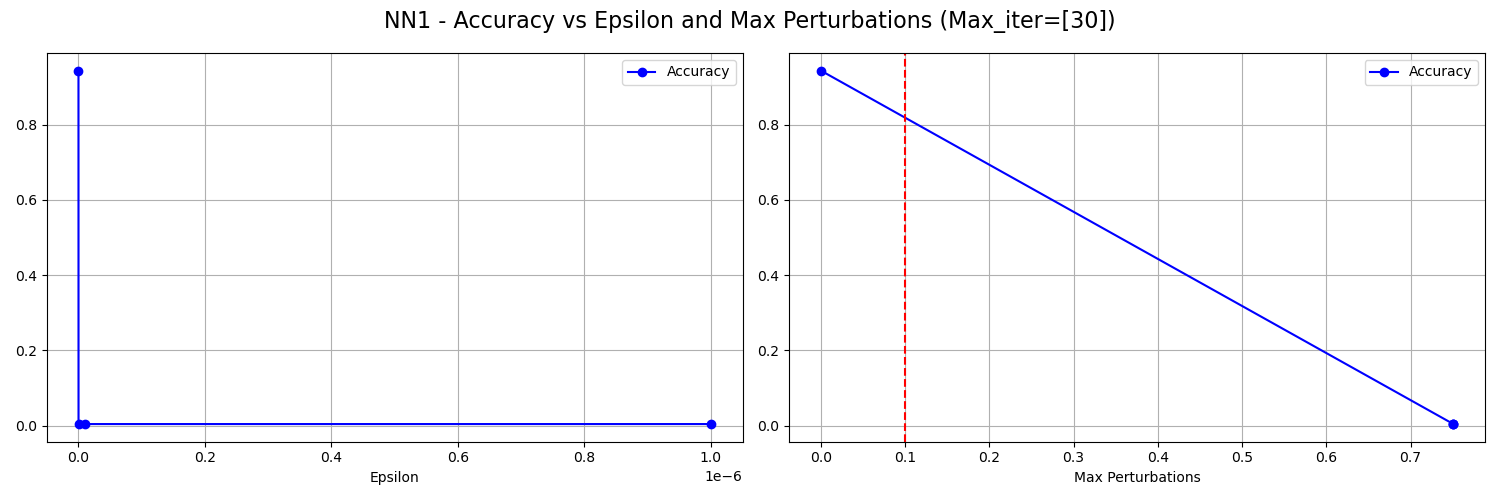 NN1 - Accuracy vs Epsilon and Max Perturbations (Max_iter=[30])
Accuracy
0.8
0.6
0.4
0.2
0.0
0.0 0.2 0.4 0.6 0.8 1.0
1e−6
Epsilon
Accuracy
0.8
0.6
0.4
0.2
0.0
0.0 0.1 0.2 0.3 0.4 0.5 0.6 0.7
Max Perturbations